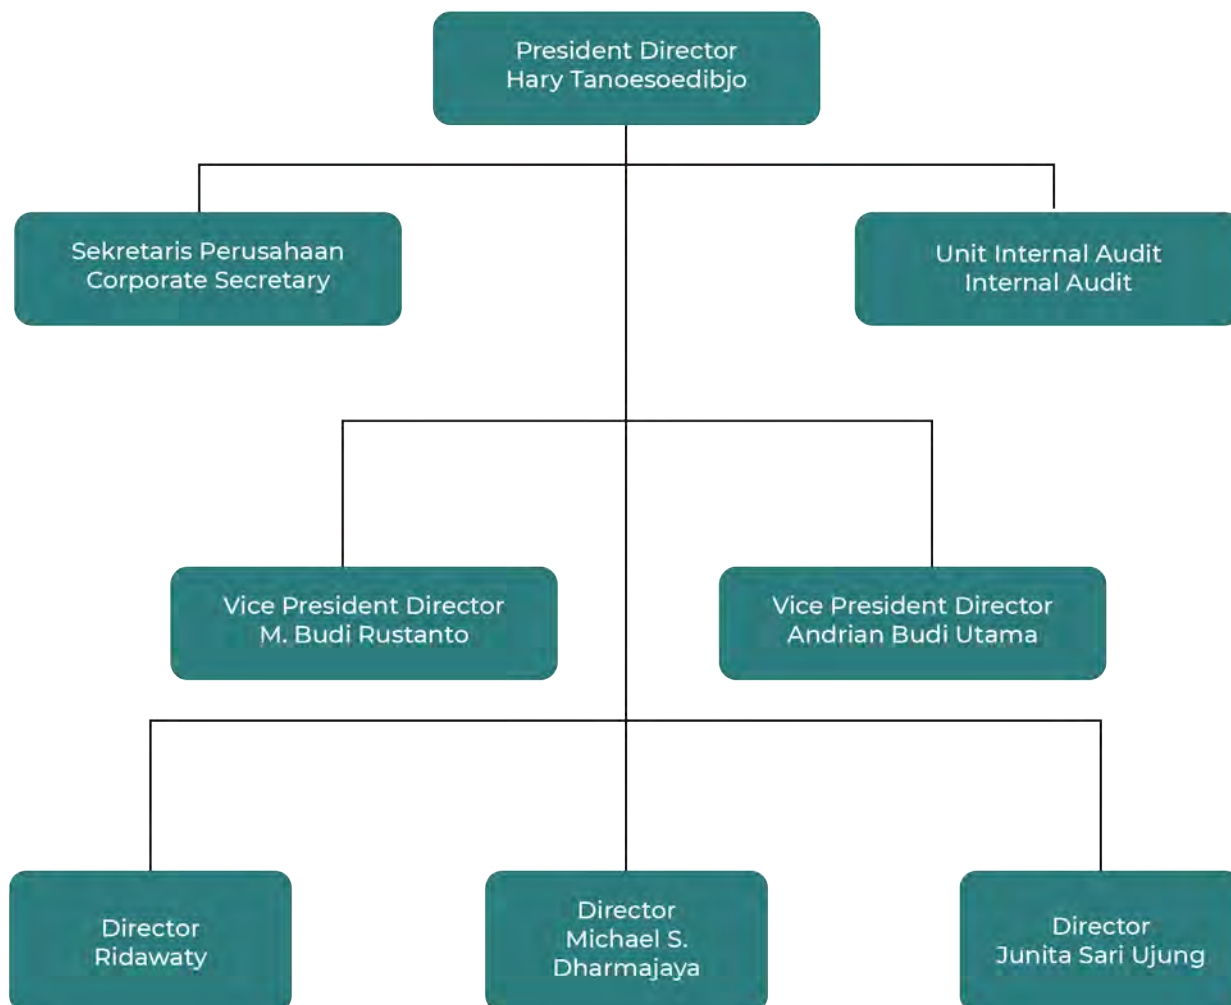 President Director
Hary Tanoesoedibjo
Sekretaris Perusahaan
Corporate Secretary
Unit Internal Audit
Internal Audit
Vice President Director
M. Budi Rustanto
Vice President Director
Andrian Budi Utama
Director
Ridawaty
Director
Michael S.
Dharmajaya
Director
Junita Sari Ujung